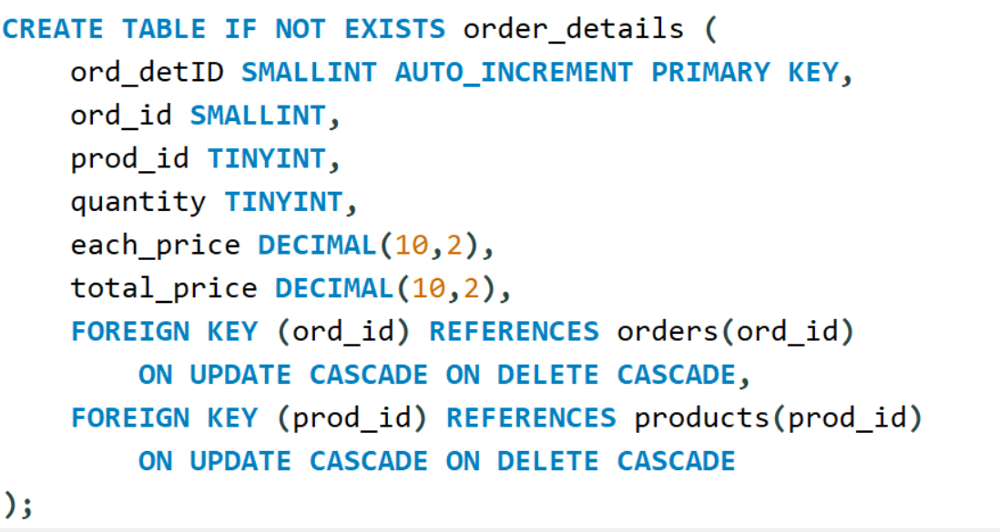 CREATE TABLE IF NOT EXISTS order_details (
    ord_detID SMALLINT AUTO_INCREMENT PRIMARY KEY,
    ord_id SMALLINT,
    prod_id TINYINT,
    quantity TINYINT,
    each_price DECIMAL(10,2),
    total_price DECIMAL(10,2),
    FOREIGN KEY (ord_id) REFERENCES orders(ord_id)
        ON UPDATE CASCADE ON DELETE CASCADE,
    FOREIGN KEY (prod_id) REFERENCES products(prod_id)
        ON UPDATE CASCADE ON DELETE CASCADE
);